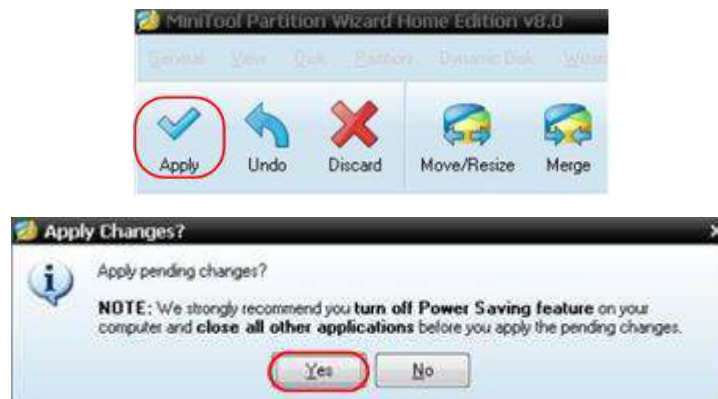 MiniTool Partition Wizard Home Edition v8.0
General View Disk Partition Dynamic Disk
Apply Undo Discard Move/Resize Merge
Apply Changes?
Apply pending changes?
NOTE: We strongly recommend you turn off Power Saving feature on your
computer and close all other applications before you apply the pending changes.
Yes No